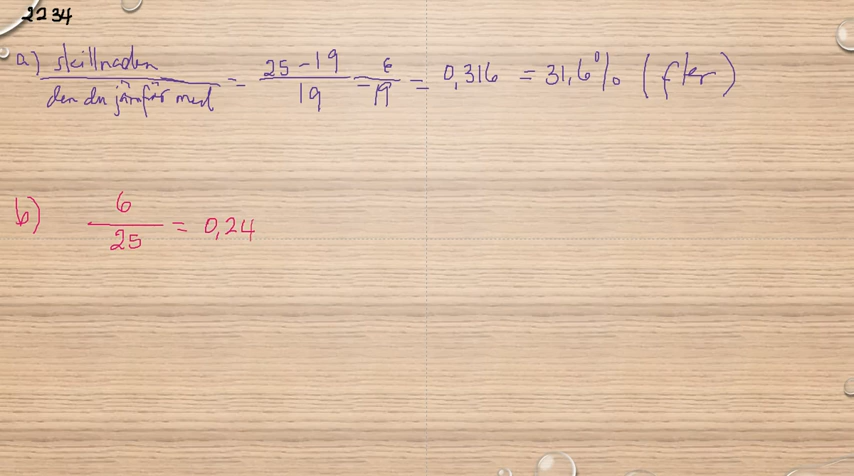 2234
a) skillnaden / den du jämför med = 25-19 / 19 = 6 / 19 = 0,316 = 31,6% (fler)
b) 6 / 25 = 0,24